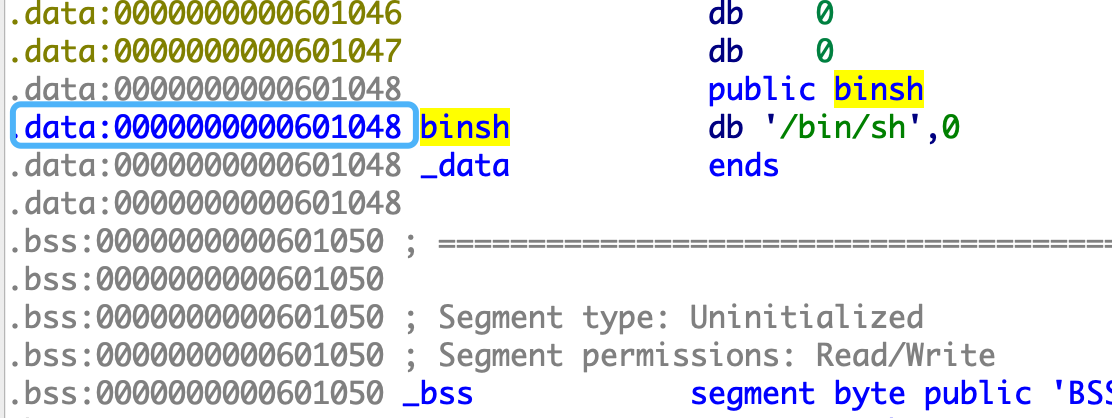 .data:0000000000601046 db 0
.data:0000000000601047 db 0
.data:0000000000601048 public binsh
.data:0000000000601048 binsh db '/bin/sh',0
.data:0000000000601048 _data ends
.data:0000000000601048
.bss:0000000000601050 ; =====================================
.bss:0000000000601050
.bss:0000000000601050 ; Segment type: Uninitialized
.bss:0000000000601050 ; Segment permissions: Read/Write
.bss:0000000000601050 _bss segment byte public 'BSS